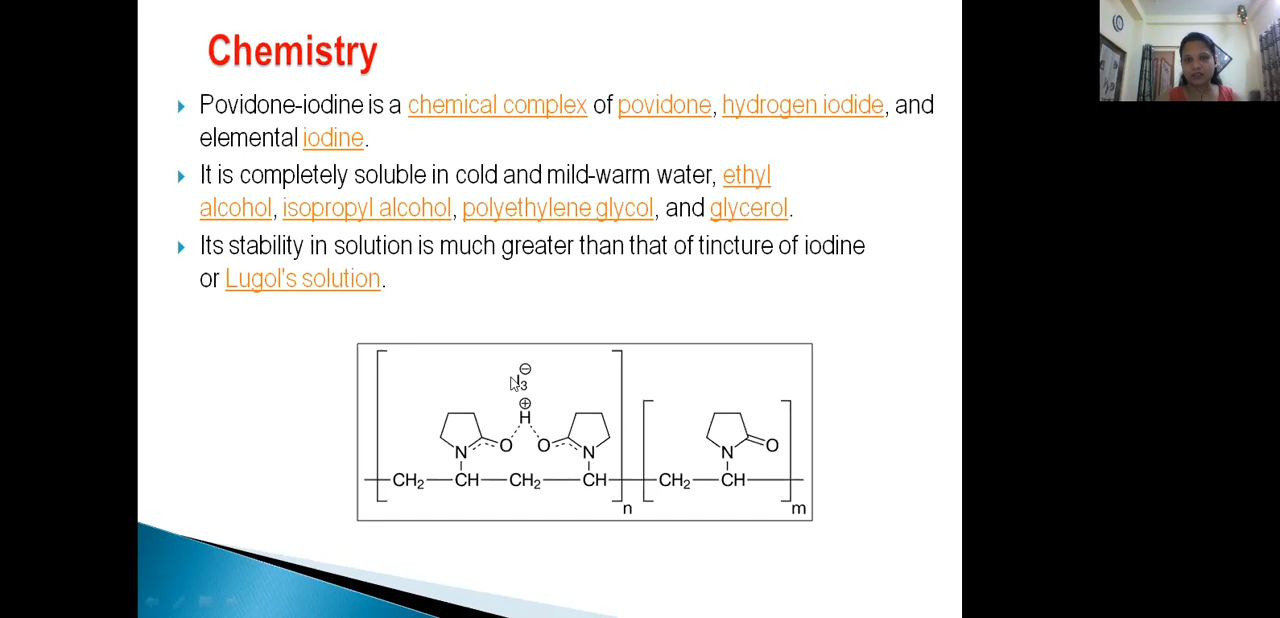 Chemistry
Povidone-iodine is a chemical complex of povidone, hydrogen iodide, and
elemental iodine.
It is completely soluble in cold and mild-warm water, ethyl
alcohol, isopropyl alcohol, polyethylene glycol, and glycerol.
Its stability in solution is much greater than that of tincture of iodine
or Lugol's solution.
⊖
3
⊕
H
N O O N N O
CH2 CH CH2 CH CH2 CH
n m